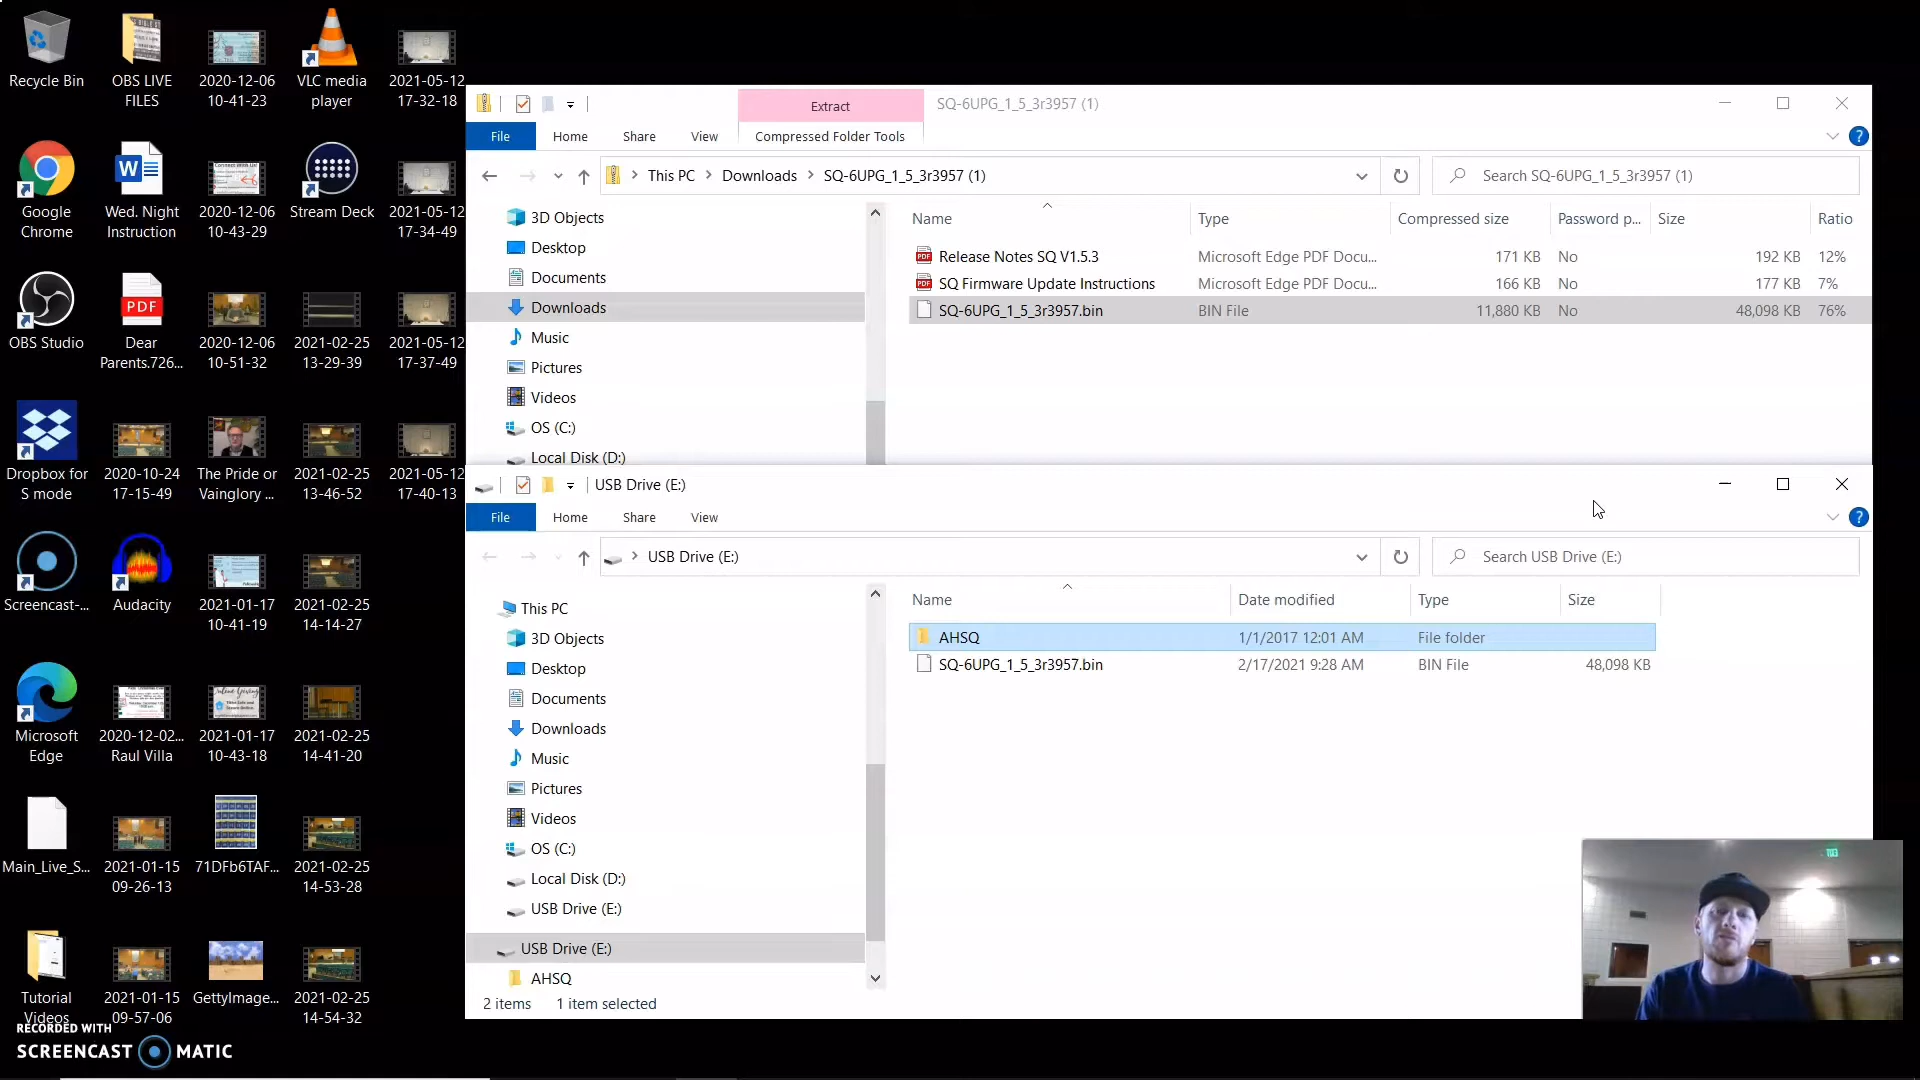 Recycle Bin
OBS LIVE
FILES
2020-12-06
10-41-23
VLC media
player
2021-05-12
17-32-18
Google
Chrome
Wed. Night
Instruction
2020-12-06
10-43-29
Stream Deck
2021-05-12
17-34-49
OBS Studio
PDF
Dear
Parents.726...
2020-12-06
10-51-32
2021-02-25
13-29-39
2021-05-12
17-37-49
Dropbox for
S mode
2020-10-24
17-15-49
The Pride or
Vainglory ...
2021-02-25
13-46-52
2021-05-12
17-40-13
Screencast-...
Audacity
2021-01-17
10-41-19
2021-02-25
14-14-27
Microsoft
Edge
2020-12-02...
Raul Villa
2021-01-17
10-43-18
2021-02-25
14-41-20
Main_Live_S...
2021-01-15
09-26-13
71DFb6TAF...
2021-02-25
14-53-28
Tutorial
Videos
2021-01-15
09-57-06
GettyImage...
2021-02-25
14-54-32
RECORDED WITH
SCREENCAST MATIC
Extract
SQ-6UPG_1_5_3r3957 (1)
File
Home
Share
View
Compressed Folder Tools
This PC > Downloads > SQ-6UPG_1_5_3r3957 (1)
Search SQ-6UPG_1_5_3r3957 (1)
3D Objects
Desktop
Documents
Downloads
Music
Pictures
Videos
OS (C:)
Local Disk (D:)
Name Type Compressed size Password p... Size Ratio
Release Notes SQ V1.5.3 Microsoft Edge PDF Docu... 171 KB No 192 KB 12%
SQ Firmware Update Instructions Microsoft Edge PDF Docu... 166 KB No 177 KB 7%
SQ-6UPG_1_5_3r3957.bin BIN File 11,880 KB No 48,098 KB 76%
USB Drive (E:)
File
Home
Share
View
USB Drive (E:)
Search USB Drive (E:)
This PC
3D Objects
Desktop
Documents
Downloads
Music
Pictures
Videos
OS (C:)
Local Disk (D:)
USB Drive (E:)
USB Drive (E:)
AHSQ
Name Date modified Type Size
AHSQ 1/1/2017 12:01 AM File folder
SQ-6UPG_1_5_3r3957.bin 2/17/2021 9:28 AM BIN File 48,098 KB
2 items 1 item selected